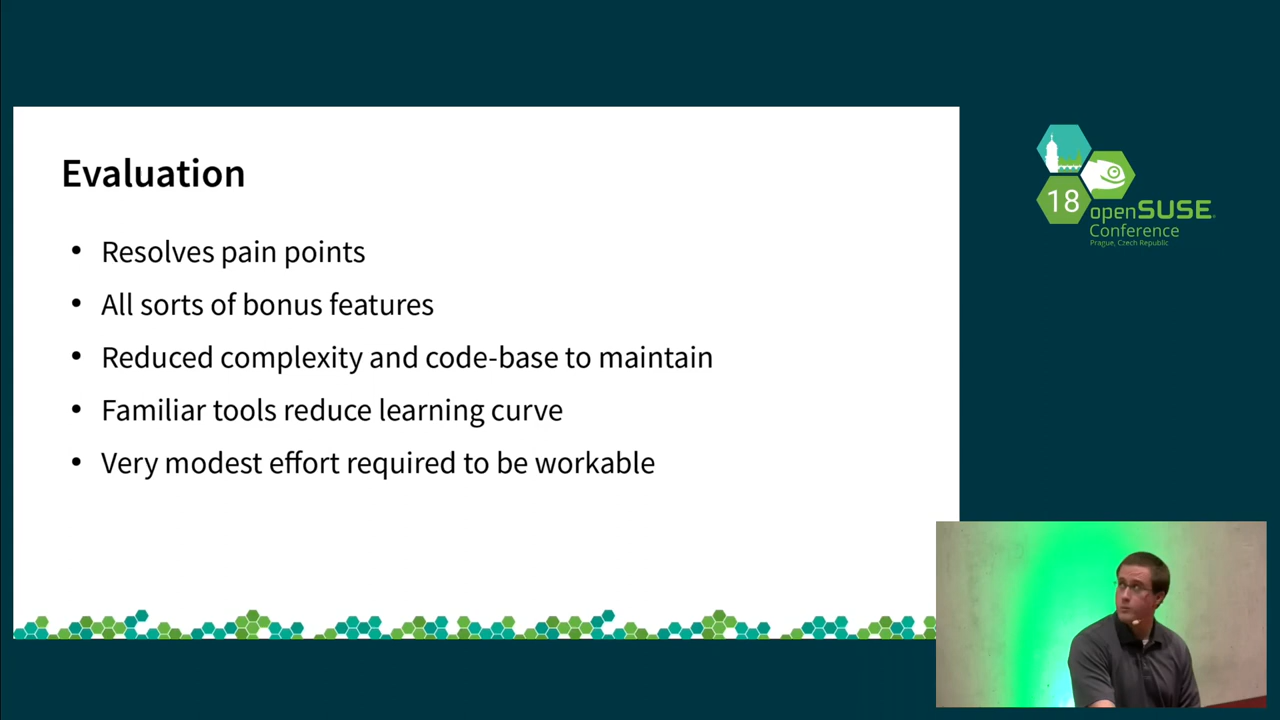 Evaluation
• Resolves pain points
• All sorts of bonus features
• Reduced complexity and code-base to maintain
• Familiar tools reduce learning curve
• Very modest effort required to be workable
18
openSUSE
Conference
Prague, Czech Republic